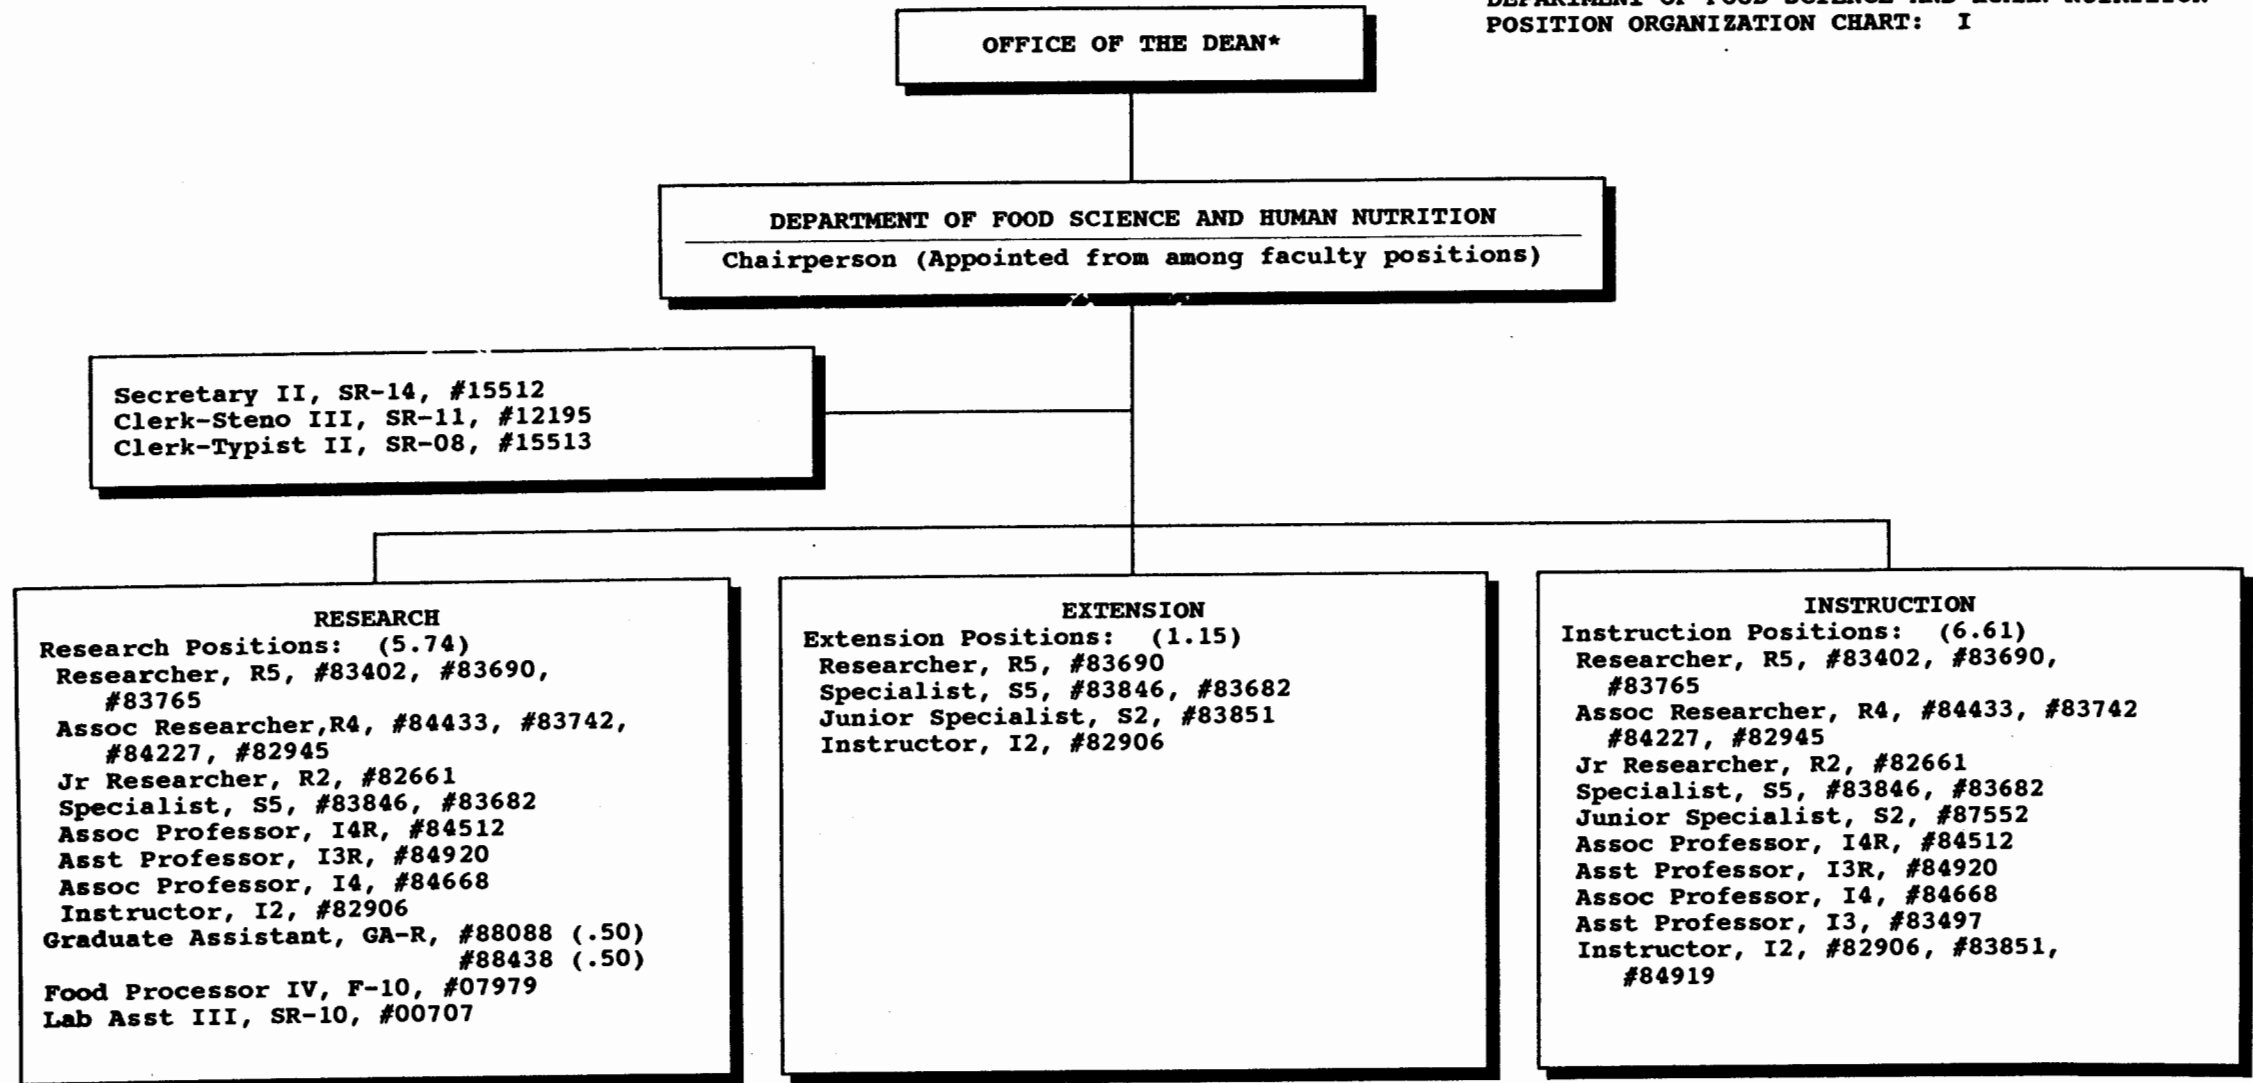 DEPARTMENT OF FOOD SCIENCE AND HUMAN NUTRITION
POSITION ORGANIZATION CHART: I
OFFICE OF THE DEAN*
DEPARTMENT OF FOOD SCIENCE AND HUMAN NUTRITION
Chairperson (Appointed from among faculty positions)
Secretary II, SR-14, #15512
Clerk-Steno III, SR-11, #12195
Clerk-Typist II, SR-08, #15513
RESEARCH
Research Positions: (5.74)
Researcher, R5, #83402, #83690,
#83765
Assoc Researcher,R4, #84433, #83742,
#84227, #82945
Jr Researcher, R2, #82661
Specialist, S5, #83846, #83682
Assoc Professor, I4R, #84512
Asst Professor, I3R, #84920
Assoc Professor, I4, #84668
Instructor, I2, #82906
Graduate Assistant, GA-R, #88088 (.50)
#88438 (.50)
Food Processor IV, F-10, #07979
Lab Asst III, SR-10, #00707
EXTENSION
Extension Positions: (1.15)
Researcher, R5, #83690
Specialist, S5, #83846, #83682
Junior Specialist, S2, #83851
Instructor, I2, #82906
INSTRUCTION
Instruction Positions: (6.61)
Researcher, R5, #83402, #83690,
#83765
Assoc Researcher, R4, #84433, #83742
#84227, #82945
Jr Researcher, R2, #82661
Specialist, S5, #83846, #83682
Junior Specialist, S2, #87552
Assoc Professor, I4R, #84512
Asst Professor, I3R, #84920
Assoc Professor, I4, #84668
Asst Professor, I3, #83497
Instructor, I2, #82906, #83851,
#84919